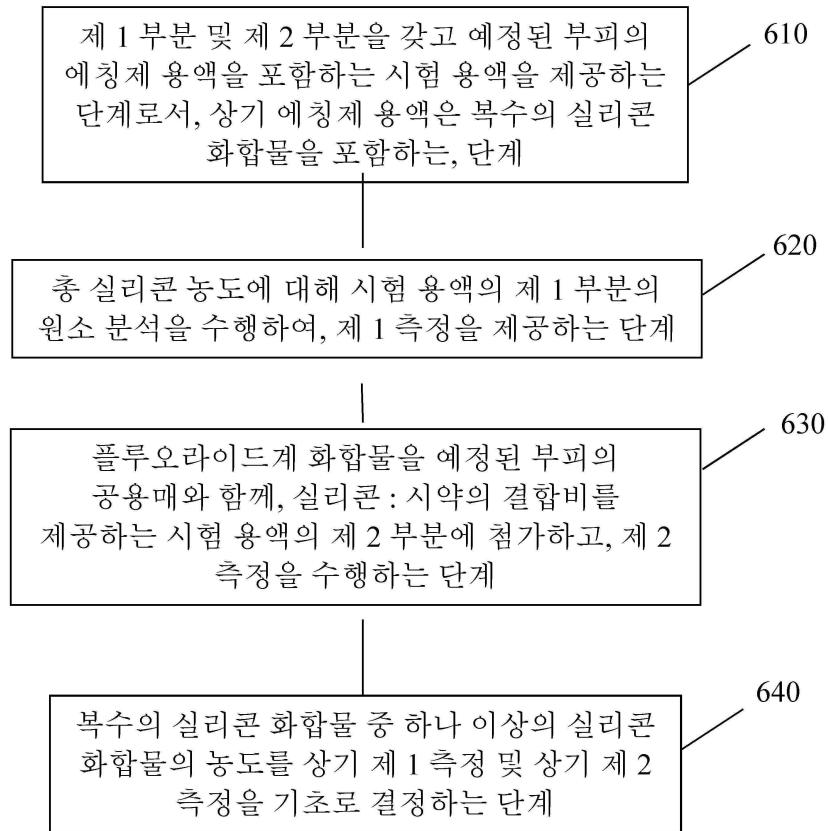 제 1 부분 및 제 2 부분을 갖고 예정된 부피의
에칭제 용액을 포함하는 시험 용액을 제공하는
단계로서, 상기 에칭제 용액은 복수의 실리콘
화합물을 포함하는, 단계
610
총 실리콘 농도에 대해 시험 용액의 제 1 부분의
원소 분석을 수행하여, 제 1 측정을 제공하는 단계
620
플루오라이드계 화합물을 예정된 부피의
공용매와 함께, 실리콘 : 시약의 결합비를
제공하는 시험 용액의 제 2 부분에 첨가하고, 제 2
측정을 수행하는 단계
630
복수의 실리콘 화합물 중 하나 이상의 실리콘
화합물의 농도를 상기 제 1 측정 및 상기 제 2
측정을 기초로 결정하는 단계
640